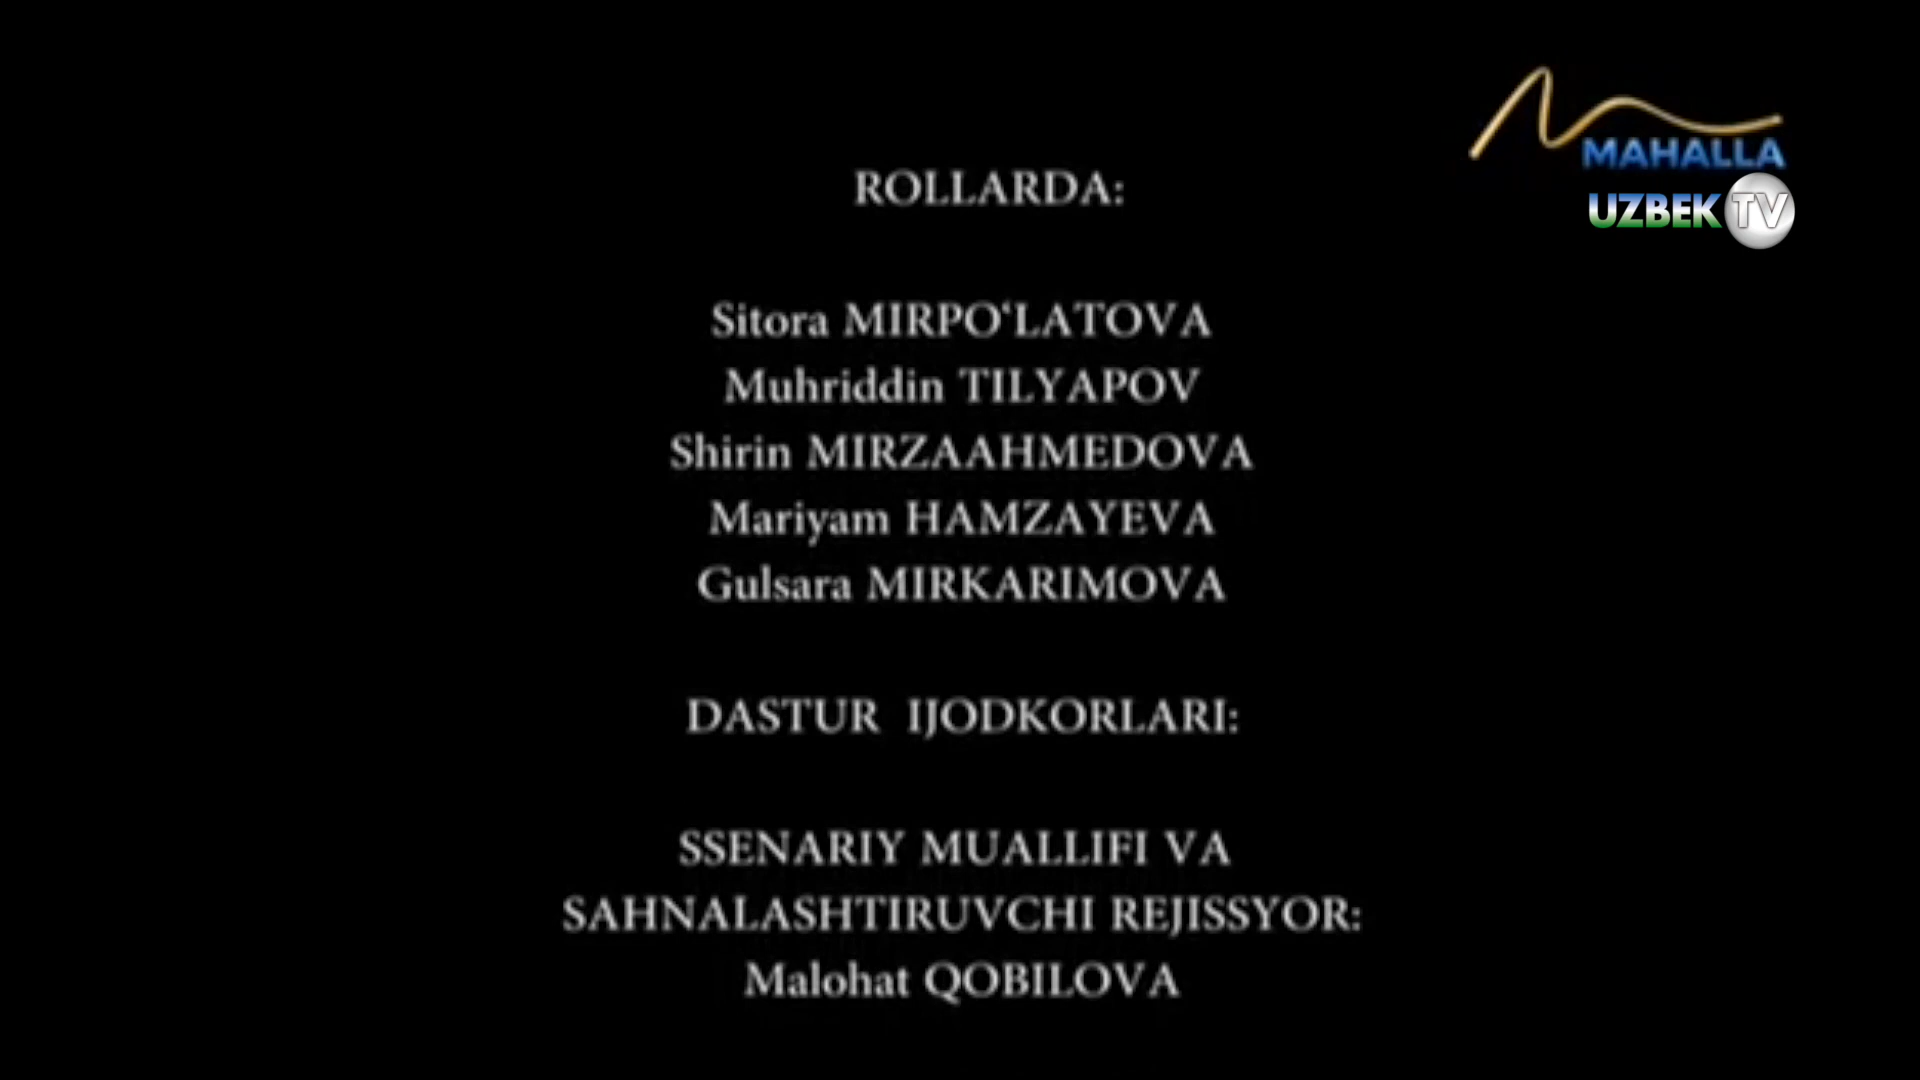 MAHALLA
UZBEK TV
ROLLARDA:
Sitora MIRPO‘LATOVA
Muhriddin TILYAPOV
Shirin MIRZAAHMEDOVA
Mariyam HAMZAYEVA
Gulsara MIRKARIMOVA
DASTUR IJODKORLARI:
SSENARIY MUALLIFI VA
SAHNALASHTIRUVCHI REJISSYOR:
Malohat QOBILOVA